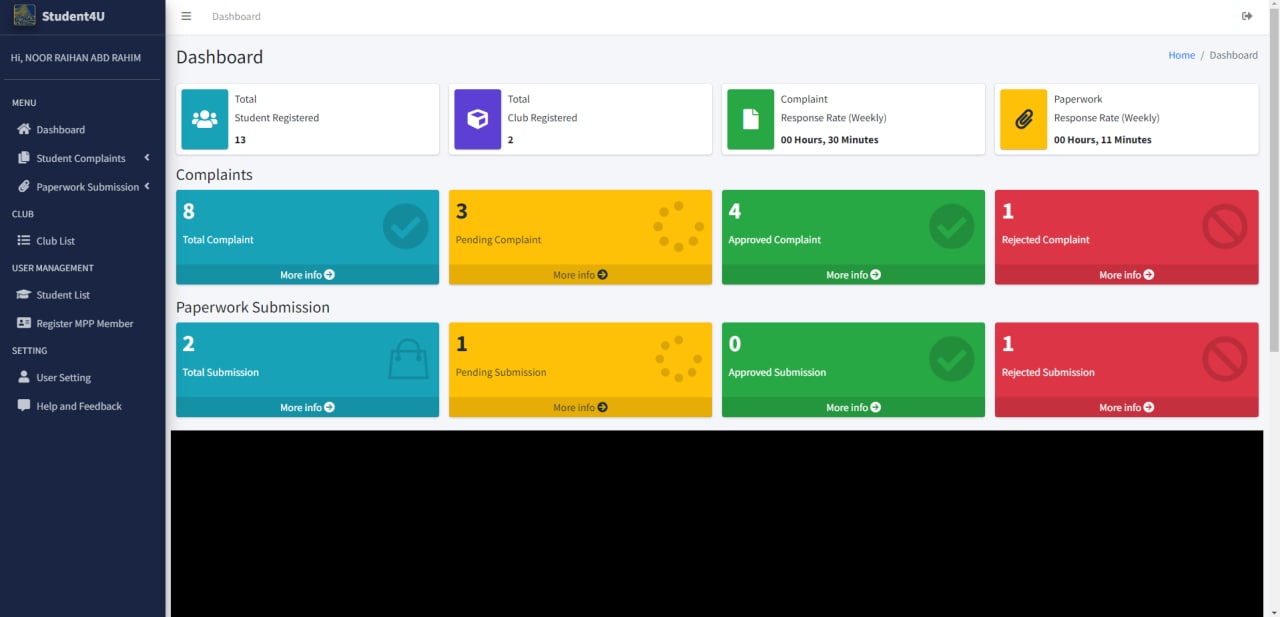 Student4U
Dashboard
Hi, NOOR RAIHAN ABD RAHIM
MENU
Dashboard
Student Complaints
Paperwork Submission
CLUB
Club List
USER MANAGEMENT
Student List
Register MPP Member
SETTING
User Setting
Help and Feedback
Dashboard
Home / Dashboard
Total
Student Registered
13
Total
Club Registered
2
Complaint
Response Rate (Weekly)
00 Hours, 30 Minutes
Paperwork
Response Rate (Weekly)
00 Hours, 11 Minutes
Complaints
8
Total Complaint
More info
3
Pending Complaint
More info
4
Approved Complaint
More info
1
Rejected Complaint
More info
Paperwork Submission
2
Total Submission
More info
1
Pending Submission
More info
0
Approved Submission
More info
1
Rejected Submission
More info